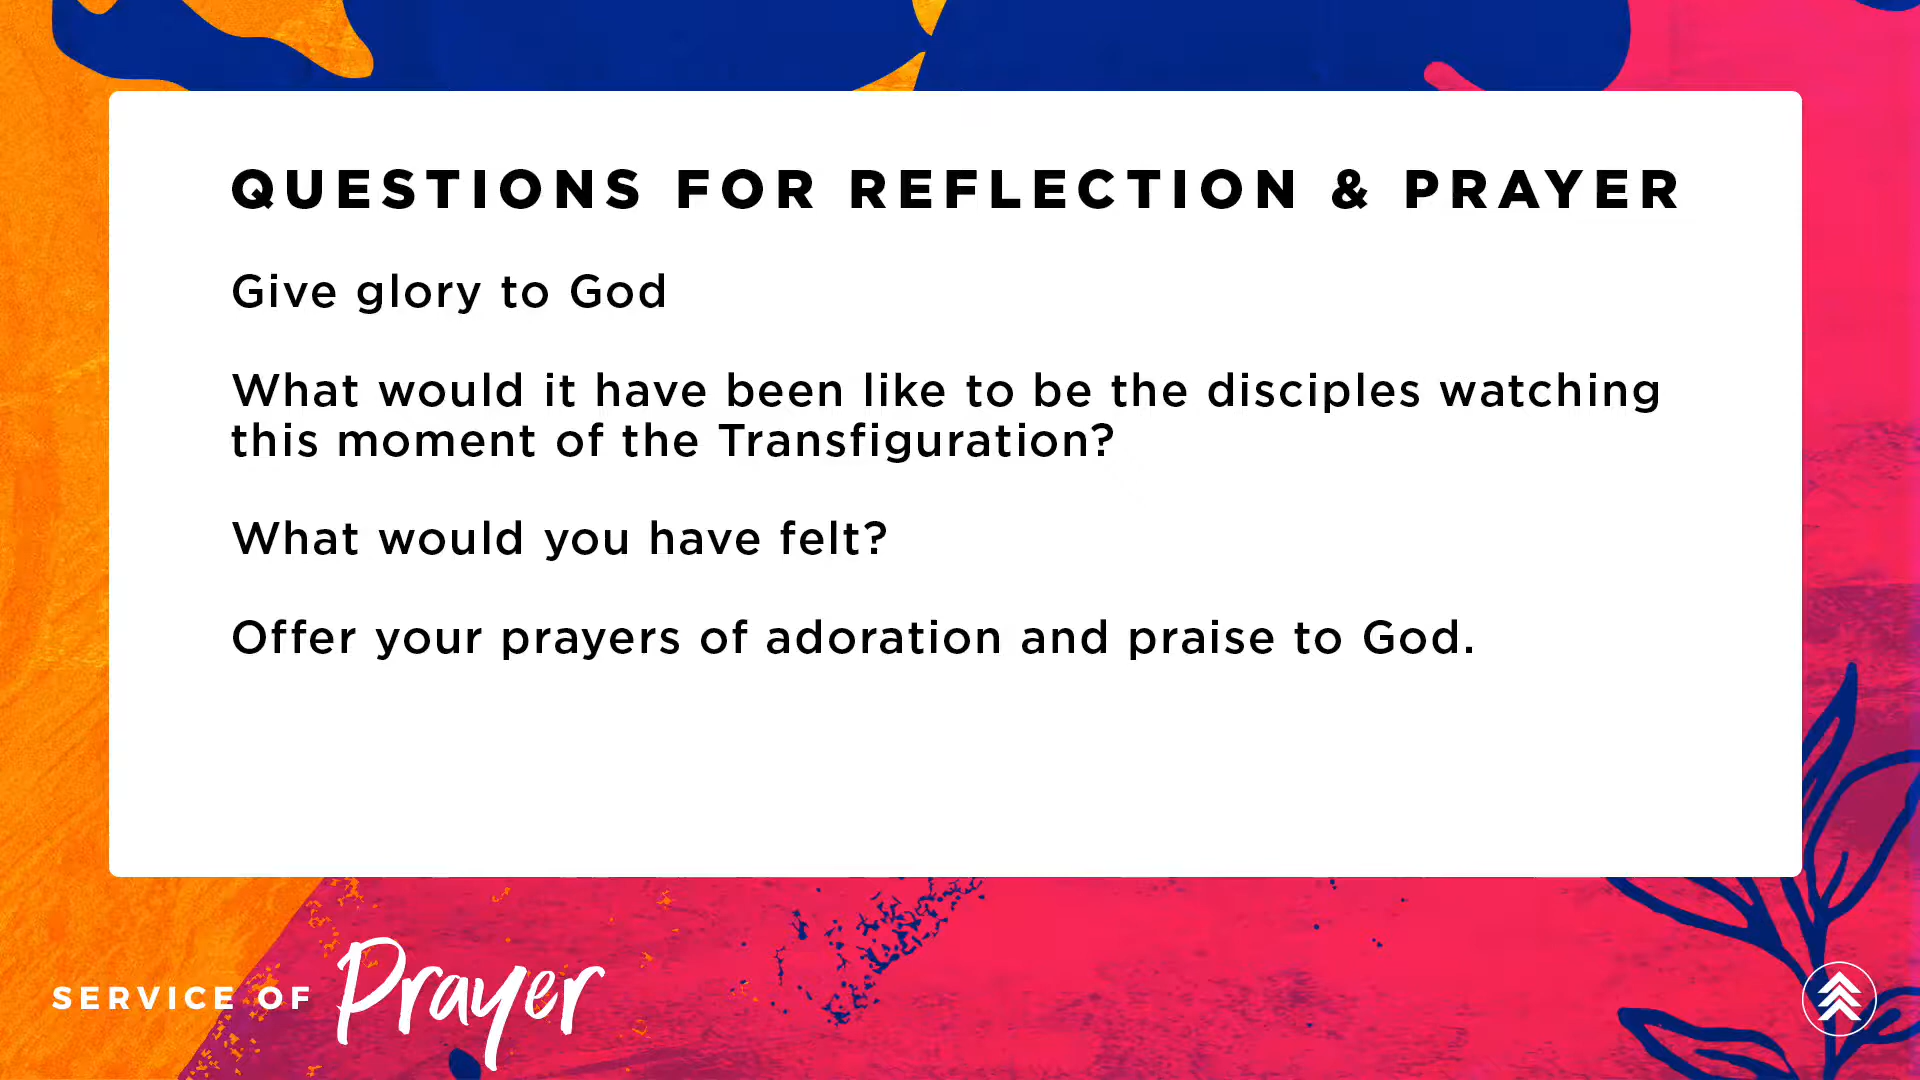 QUESTIONS FOR REFLECTION & PRAYER
Give glory to God
What would it have been like to be the disciples watching
this moment of the Transfiguration?
What would you have felt?
Offer your prayers of adoration and praise to God.
SERVICE OF Prayer